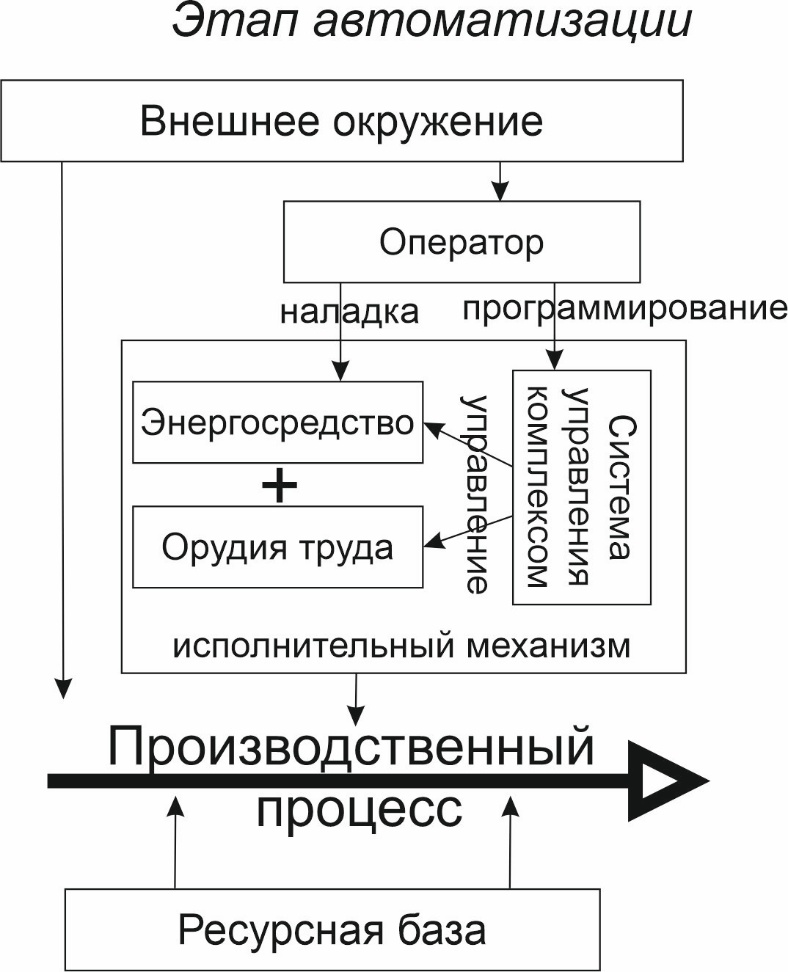 Этап автоматизации
Внешнее окружение
Оператор
наладка
программирование
Энергосредство
+
Орудия труда
управление
Система
управления
комплексом
исполнительный механизм
Производственный
процесс
Ресурсная база